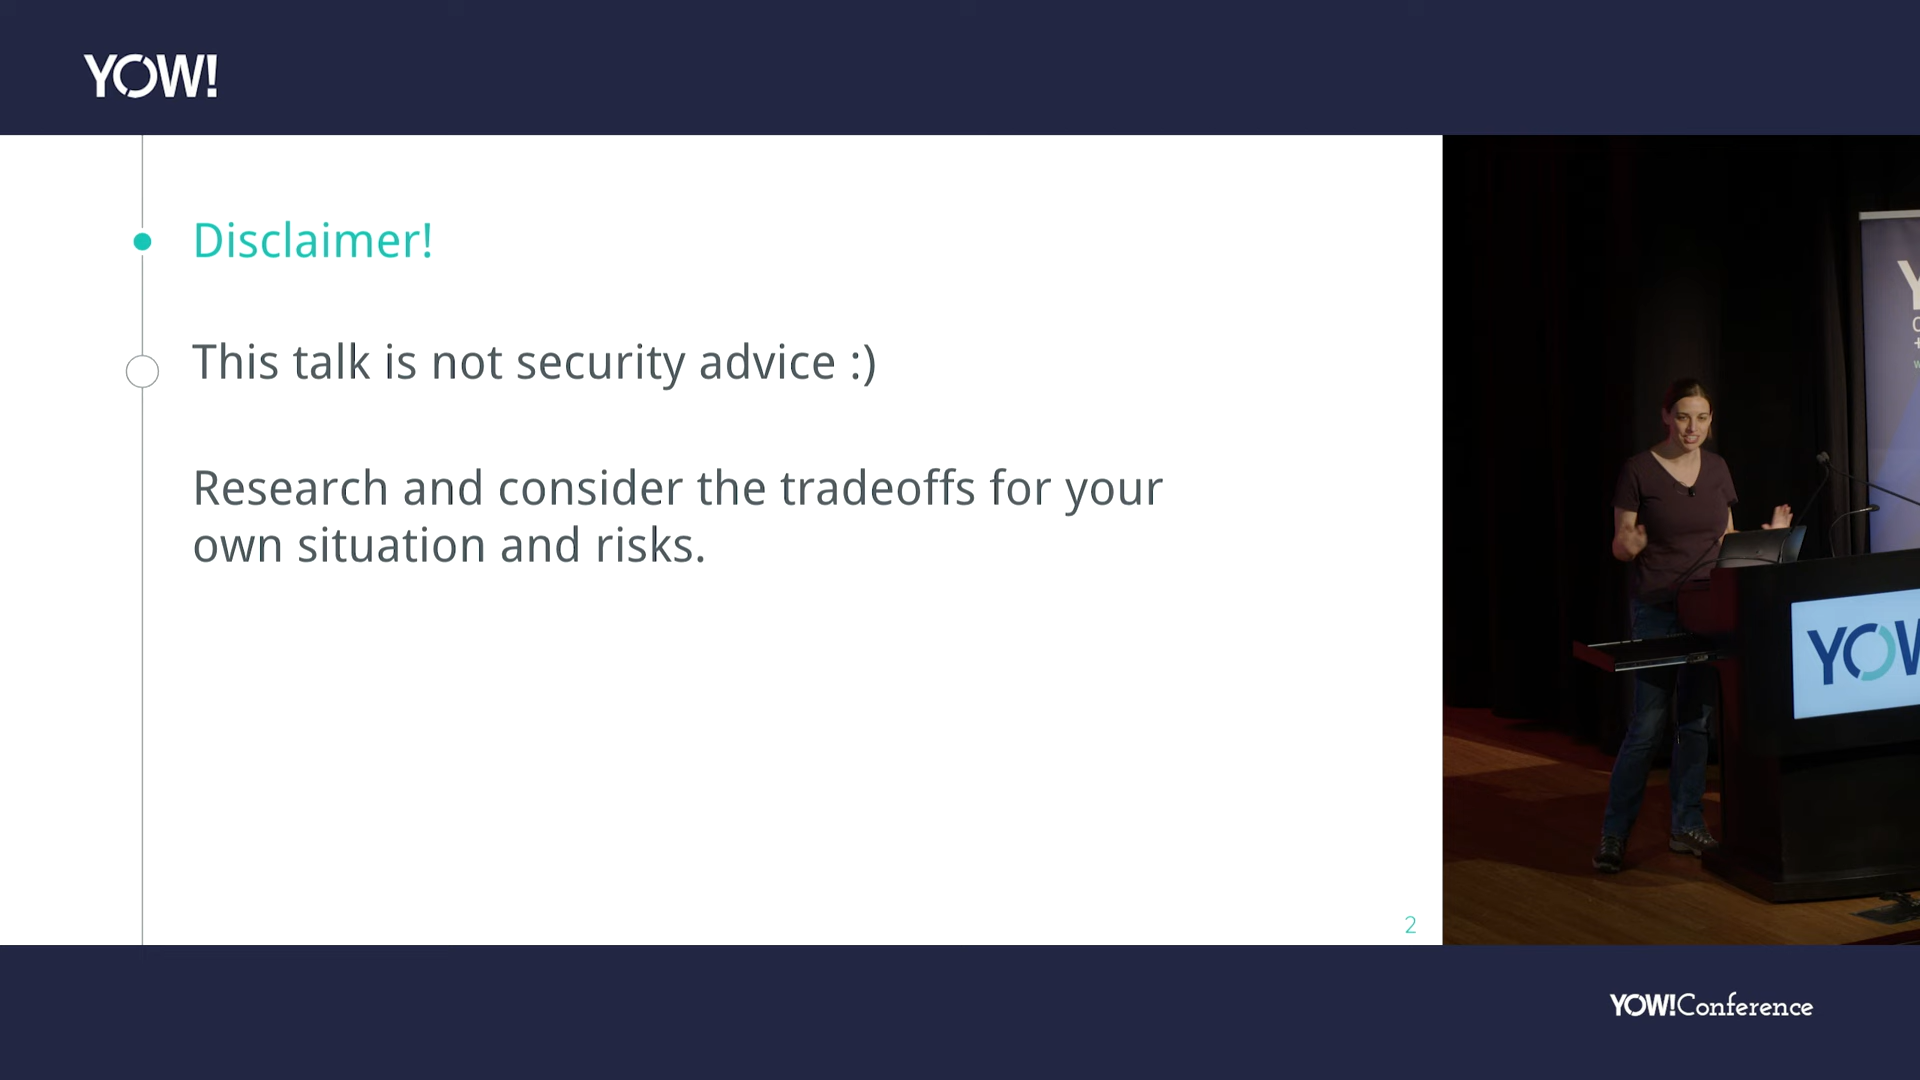 YOW!
Disclaimer!
This talk is not security advice :)
Research and consider the tradeoffs for your
own situation and risks.
2
YOW!Conference